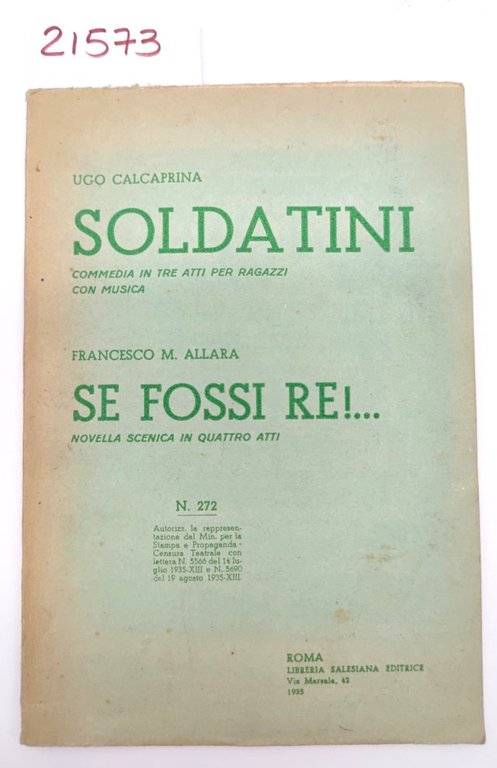 21573
UGO CALCAPRINA
SOLDATINI
COMMEDIA IN TRE ATTI PER RAGAZZI
CON MUSICA
FRANCESCO M. ALLARA
SE FOSSI RE!...
NOVELLA SCENICA IN QUATTRO ATTI
N. 272
Autorizz. la rappresen-
tazione dal Min. per la
Stampa e Propaganda -
Censura Teatrale con
lettera N. 5566 del 14 lu-
glio 1935-XIII e N. 5690
del 19 agosto 1935-XIII.
ROMA
LIBRERIA SALESIANA EDITRICE
Via Marsala, 42
1935